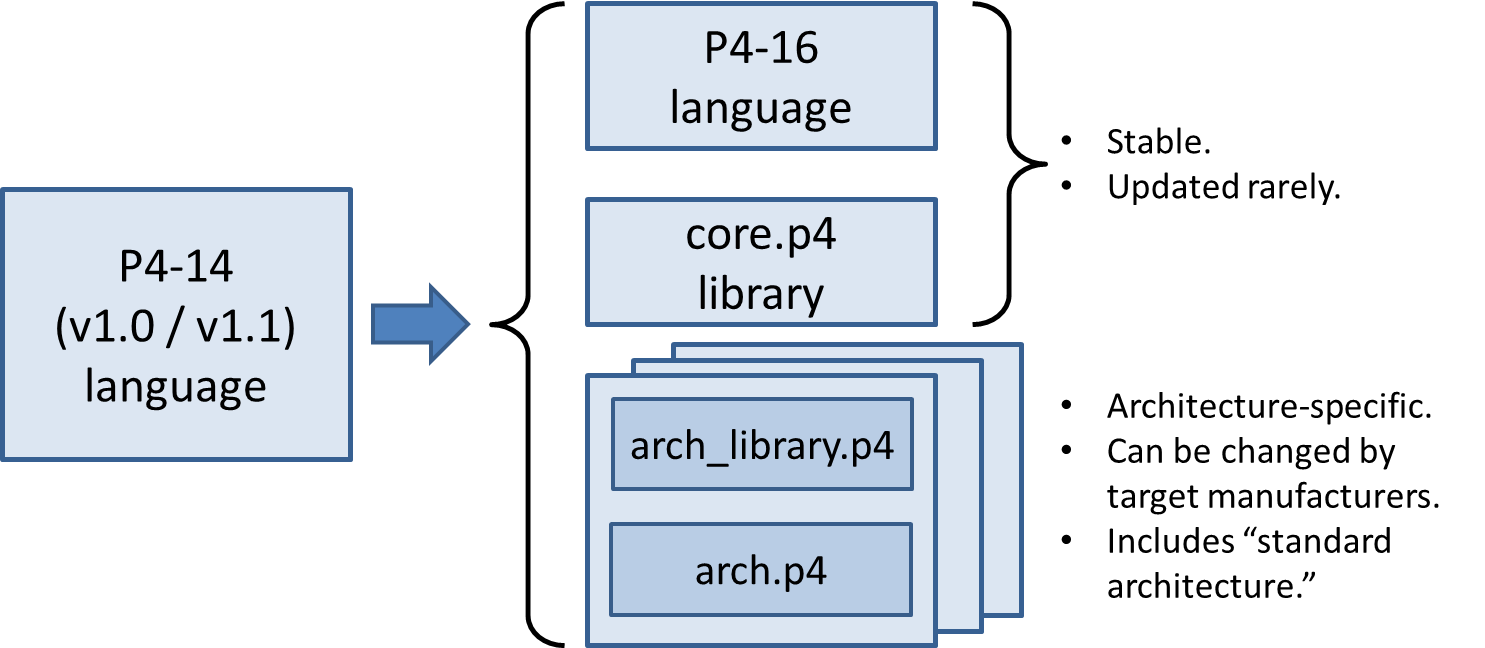 P4-14
(v1.0 / v1.1)
language
P4-16
language
core.p4
library
arch_library.p4
arch.p4
• Stable.
• Updated rarely.
• Architecture-specific.
• Can be changed by
target manufacturers.
• Includes “standard
architecture.”